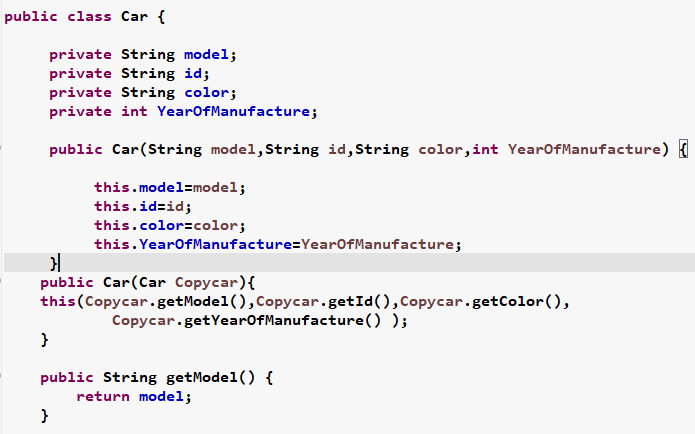 public class Car {
private String model;
private String id;
private String color;
private int YearOfManufacture;
public Car(String model,String id,String color,int YearOfManufacture) {
this.model=model;
this.id=id;
this.color=color;
this.YearOfManufacture=YearOfManufacture;
}
public Car(Car Copycar){
this(Copycar.getModel(),Copycar.getId(),Copycar.getColor(),
Copycar.getYearOfManufacture() );
}
public String getModel() {
return model;
}